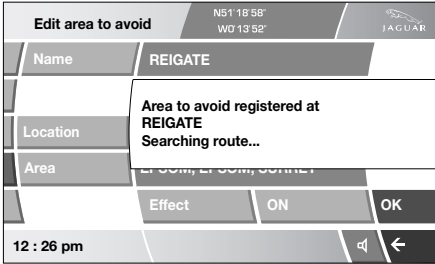 Edit area to avoid
N51°18'58"
W0°13'52"
JAGUAR
Name
REIGATE
Area to avoid registered at
REIGATE
Searching route...
Location
Area
EPSOM, EPSOM, SURREY
Effect
ON
OK
12 : 26 pm